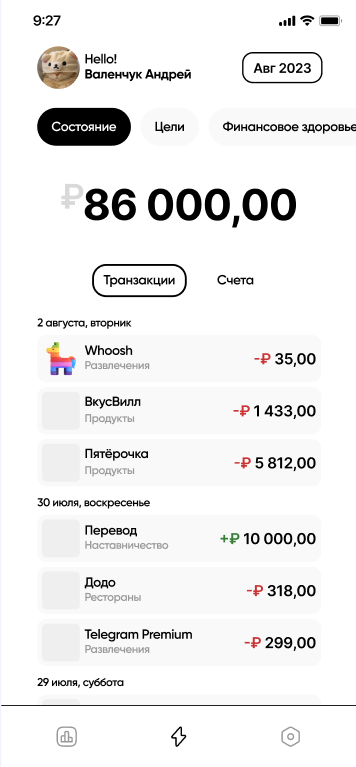 9:27
Hello!
Валенчук Андрей
Авг 2023
Состояние
Цели
Финансовое здоровье
₽86 000,00
Транзакции
Счета
2 августа, вторник
Whoosh
Развлечения
-₽ 35,00
ВкусВилл
Продукты
-₽ 1 433,00
Пятёрочка
Продукты
-₽ 5 812,00
30 июля, воскресенье
Перевод
Наставничество
+₽ 10 000,00
Додо
Рестораны
-₽ 318,00
Telegram Premium
Развлечения
-₽ 299,00
29 июля, суббота